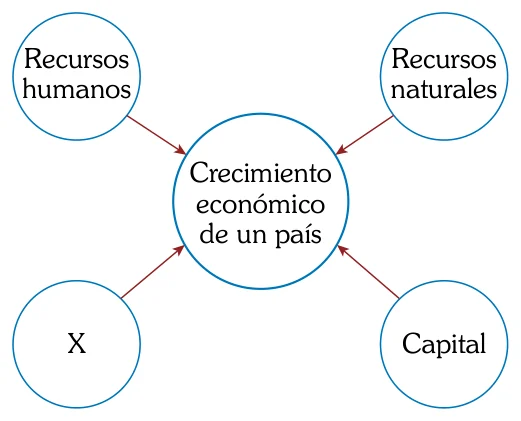 Recursos
humanos
Recursos
naturales
Crecimiento
económico
de un país
X
Capital